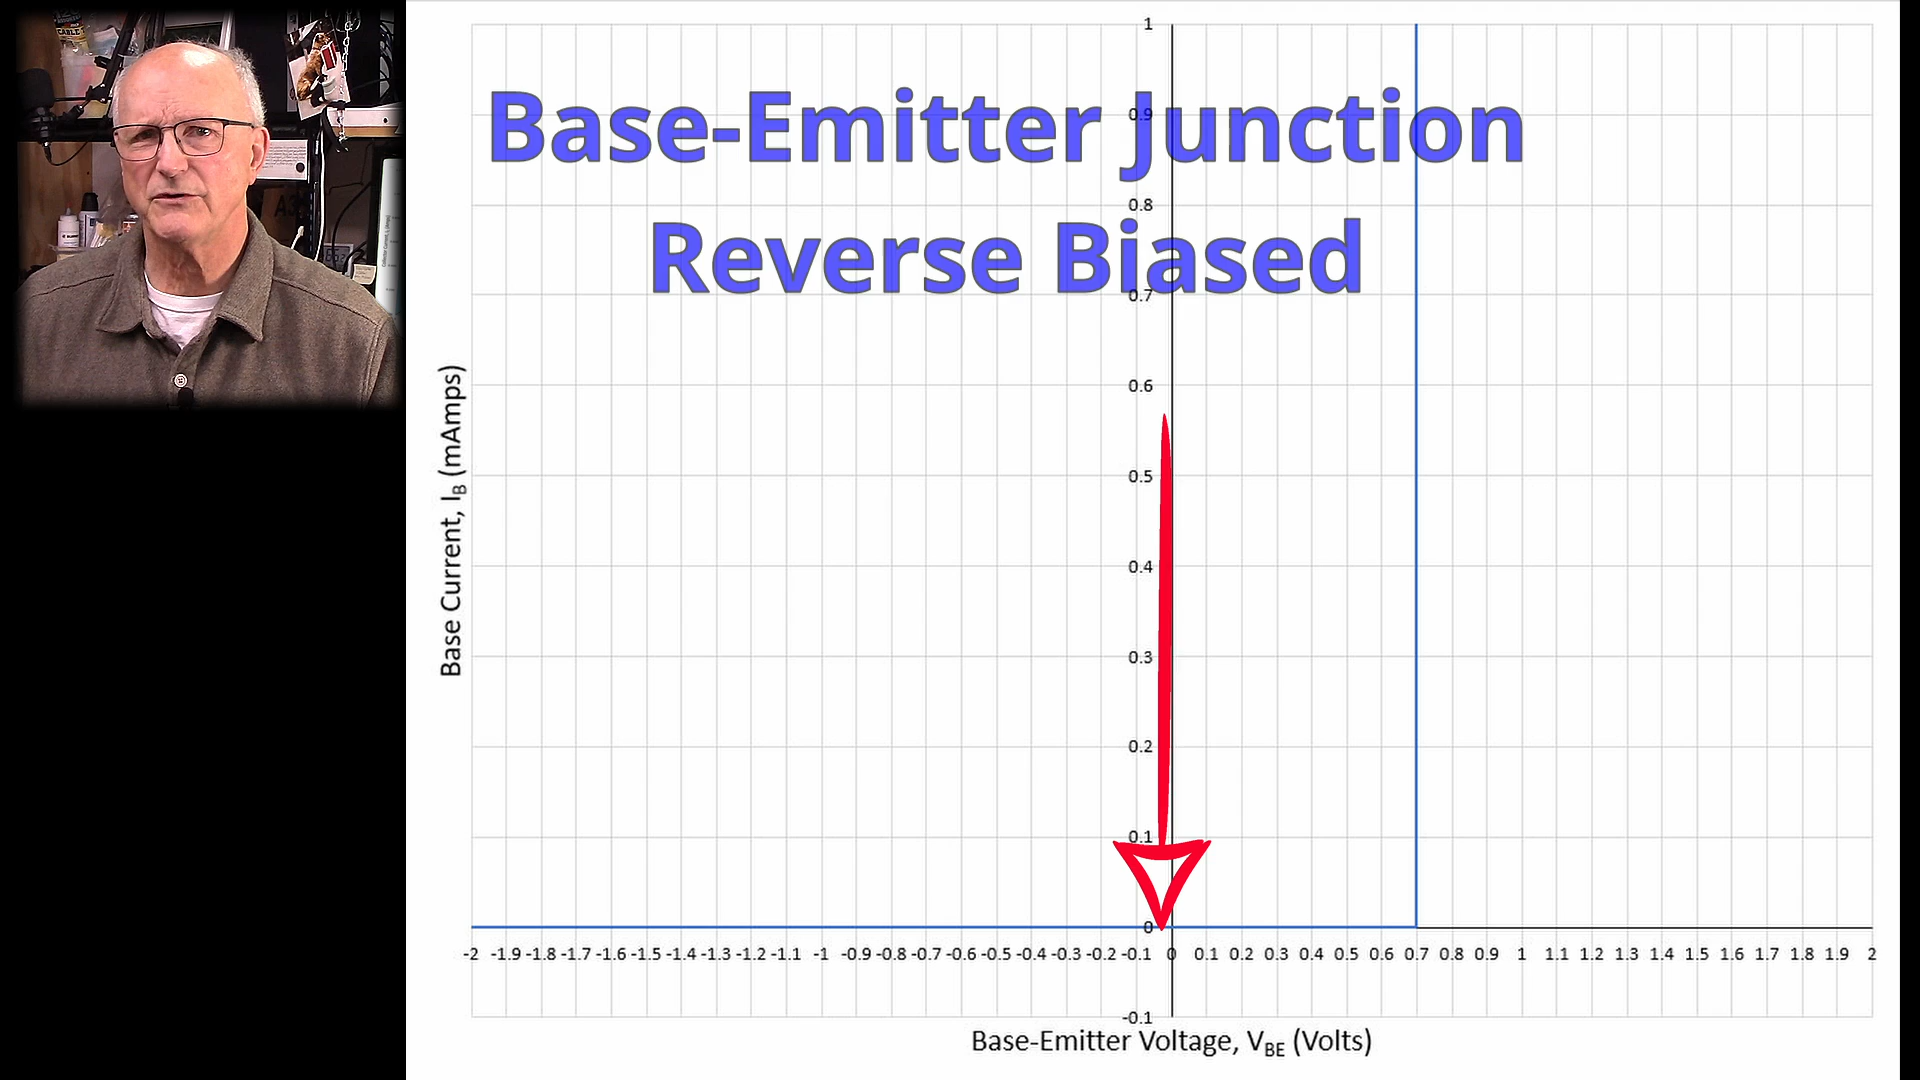 Base-Emitter Junction
Reverse Biased
1
0.9
0.8
0.7
0.6
0.5
0.4
0.3
0.2
0.1
0
-0.1
Base Current, IB (mAmps)
-2 -1.9 -1.8 -1.7 -1.6 -1.5 -1.4 -1.3 -1.2 -1.1 -1 -0.9 -0.8 -0.7 -0.6 -0.5 -0.4 -0.3 -0.2 -0.1 0 0.1 0.2 0.3 0.4 0.5 0.6 0.7 0.8 0.9 1 1.1 1.2 1.3 1.4 1.5 1.6 1.7 1.8 1.9 2
Base-Emitter Voltage, VBE (Volts)
CABLE